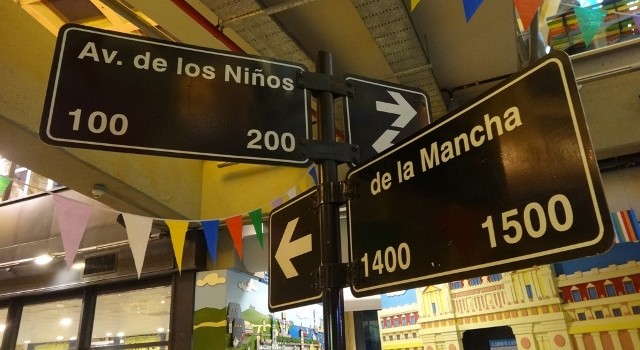 Av. de los Niños
100 200
de la Mancha
1400 1500